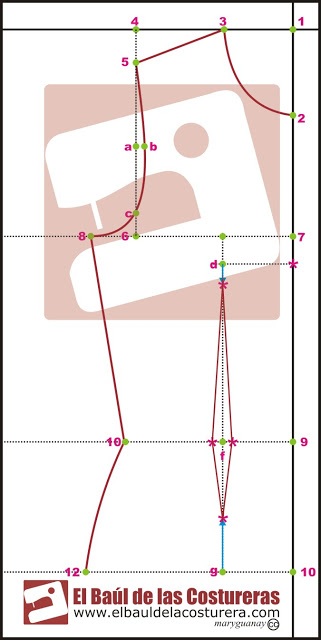 4 3 1
5
2
a b
c
8 6 7
d
10 9
f
12 g 10
El Baúl de las Costureras
www.elbauldelacosturera.com
maryguanay cc